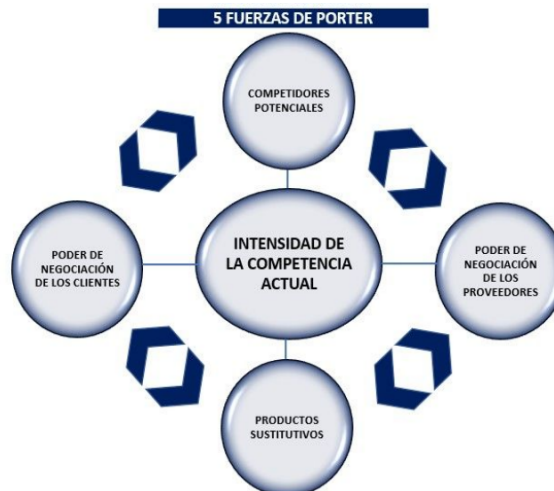 5 FUERZAS DE PORTER
COMPETIDORES
POTENCIALES
PODER DE
NEGOCIACIÓN
DE LOS CLIENTES
INTENSIDAD DE
LA COMPETENCIA
ACTUAL
PODER DE
NEGOCIACIÓN
DE LOS
PROVEEDORES
PRODUCTOS
SUSTITUTIVOS